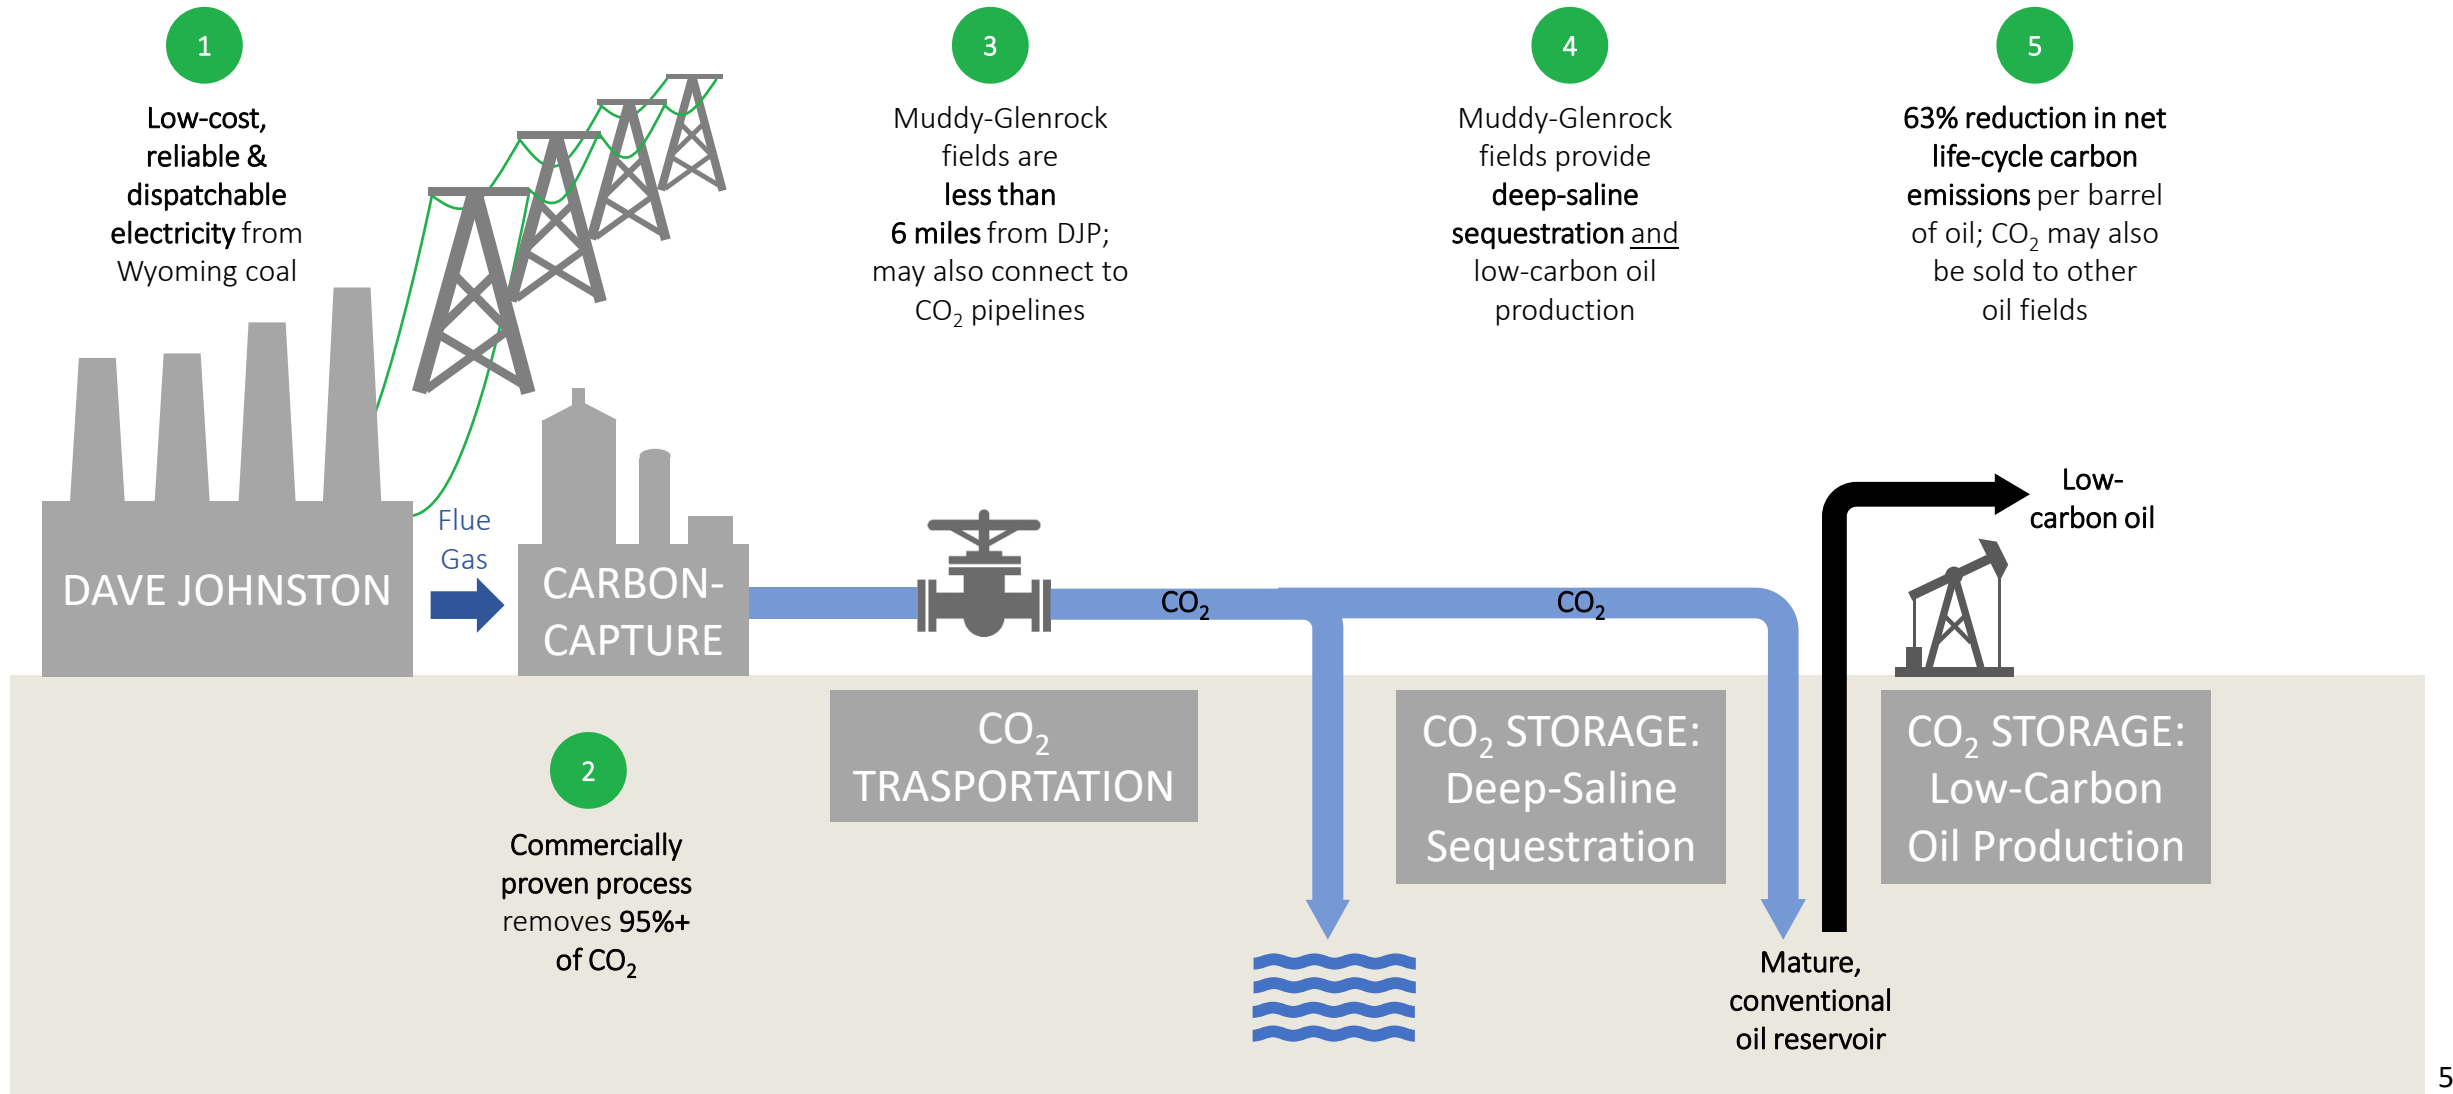 1
Low-cost,
reliable &
dispatchable
electricity from
Wyoming coal
3
Muddy-Glenrock
fields are
less than
6 miles from DJP;
may also connect to
CO₂ pipelines
4
Muddy-Glenrock
fields provide
deep-saline
sequestration and
low-carbon oil
production
5
63% reduction in net
life-cycle carbon
emissions per barrel
of oil; CO₂ may also
be sold to other
oil fields
DAVE JOHNSTON
Flue
Gas
CARBON-
CAPTURE
CO₂
CO₂
Low-
carbon oil
2
Commercially
proven process
removes 95%+
of CO₂
CO₂
TRASPORTATION
CO₂ STORAGE:
Deep-Saline
Sequestration
CO₂ STORAGE:
Low-Carbon
Oil Production
Mature,
conventional
oil reservoir
5